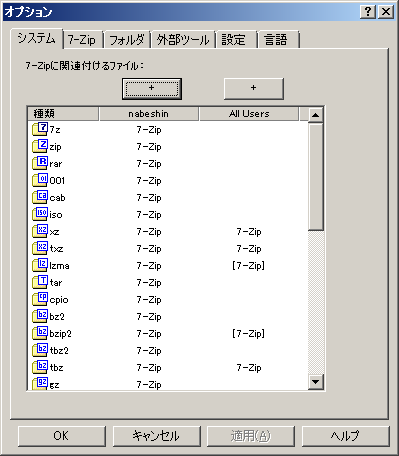 オプション
システム 7-Zip フォルダ 外部ツール 設定 言語
7-Zipに関連付けるファイル:
+ +
種類 nabeshin All Users
7z 7-Zip
zip 7-Zip
rar 7-Zip
001 7-Zip
cab 7-Zip
iso 7-Zip
xz 7-Zip 7-Zip
txz 7-Zip 7-Zip
lzma 7-Zip [7-Zip]
tar 7-Zip
cpio 7-Zip
bz2 7-Zip
bzip2 7-Zip [7-Zip]
tbz2 7-Zip
tbz 7-Zip 7-Zip
gz 7-Zip
OK キャンセル 適用(A) ヘルプ